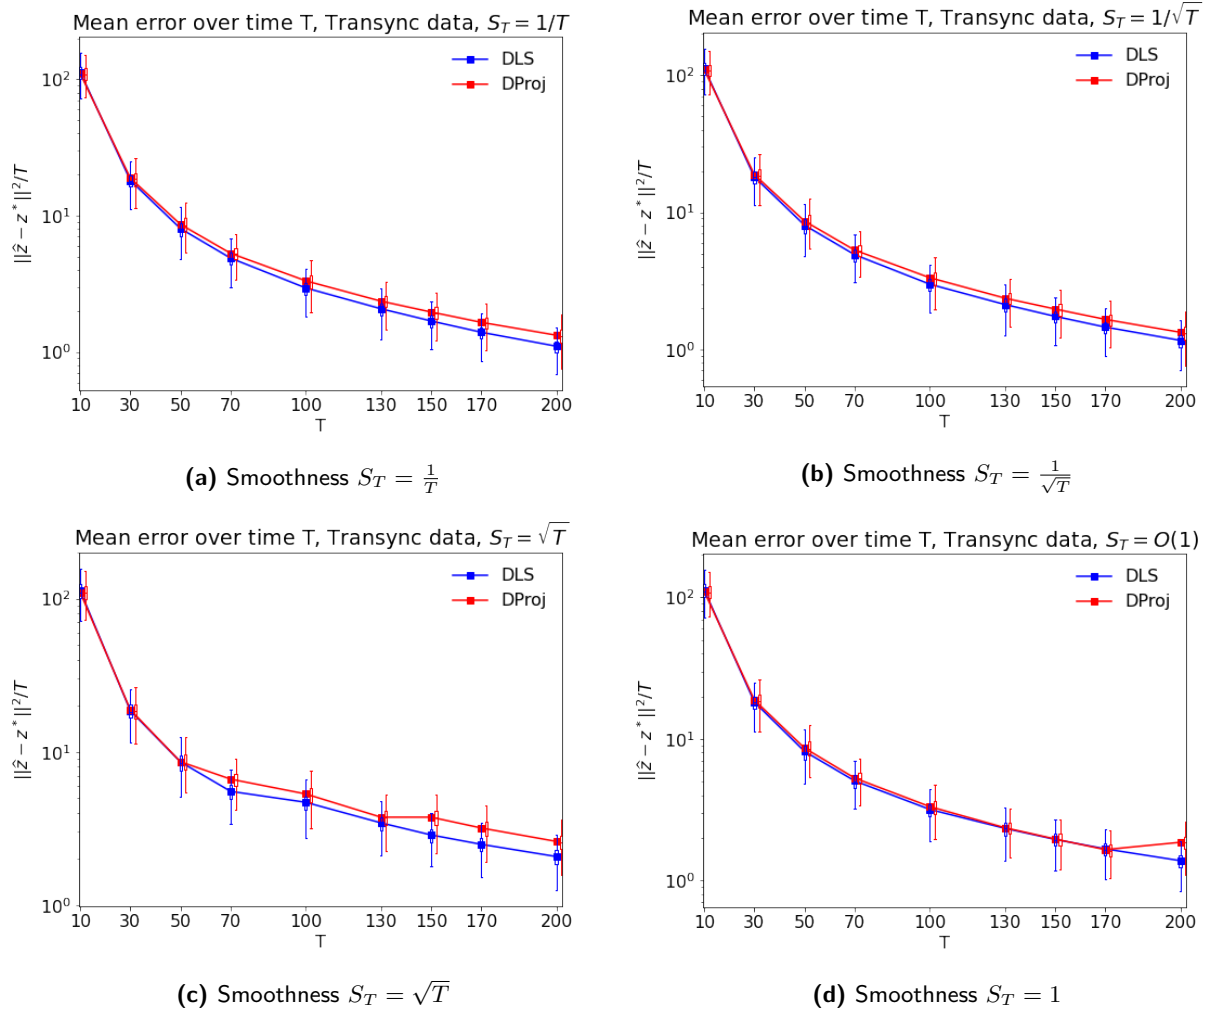 Mean error over time T, Transync data, $S_T = 1/T$
DLS
DProj
$||\hat{z} - z^*||^2/T$
$10^2$
$10^1$
$10^0$
10 30 50 70 100 130 150 170 200
T
(a) Smoothness $S_T = \frac{1}{T}$
Mean error over time T, Transync data, $S_T = 1/\sqrt{T}$
DLS
DProj
$||\hat{z} - z^*||^2/T$
$10^2$
$10^1$
$10^0$
10 30 50 70 100 130 150 170 200
T
(b) Smoothness $S_T = \frac{1}{\sqrt{T}}$
Mean error over time T, Transync data, $S_T = \sqrt{T}$
DLS
DProj
$||\hat{z} - z^*||^2/T$
$10^2$
$10^1$
$10^0$
10 30 50 70 100 130 150 170 200
T
(c) Smoothness $S_T = \sqrt{T}$
Mean error over time T, Transync data, $S_T = O(1)$
DLS
DProj
$||\hat{z} - z^*||^2/T$
$10^2$
$10^1$
$10^0$
10 30 50 70 100 130 150 170 200
T
(d) Smoothness $S_T = 1$